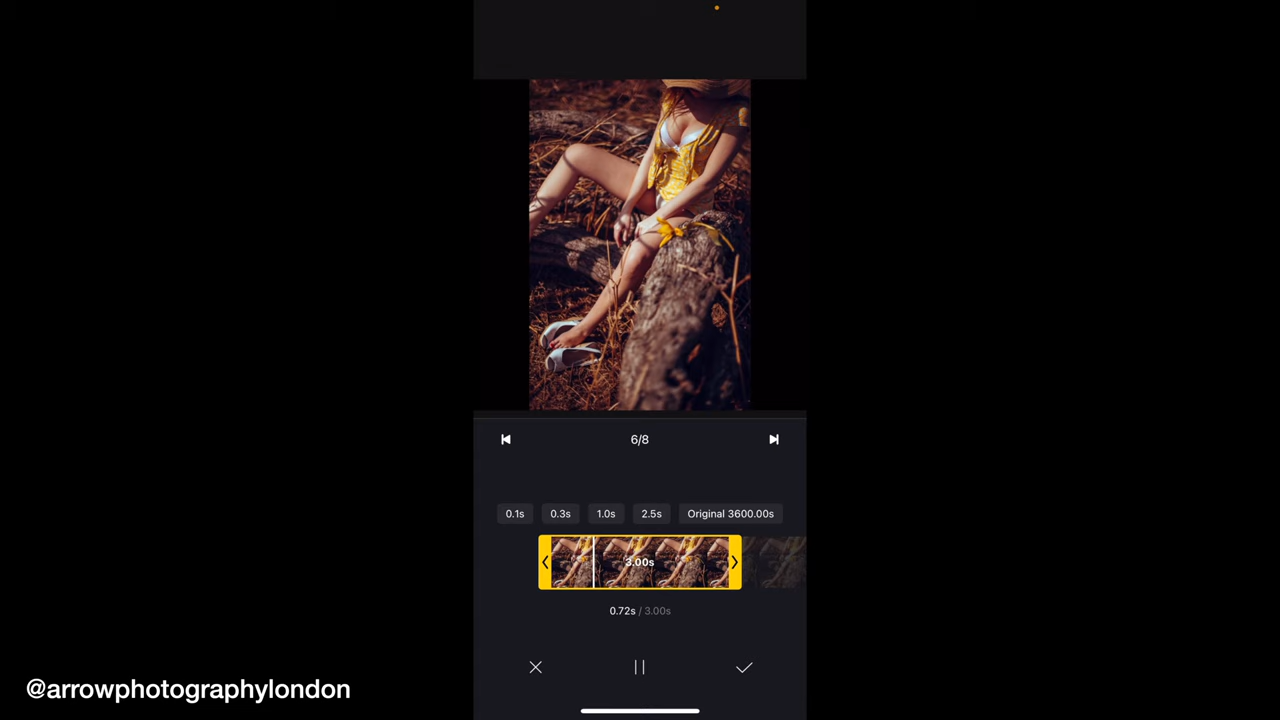 6/8
0.1s 0.3s 1.0s 2.5s Original 3600.00s
3.00s
0.72s / 3.00s
@arrowphotographylondon